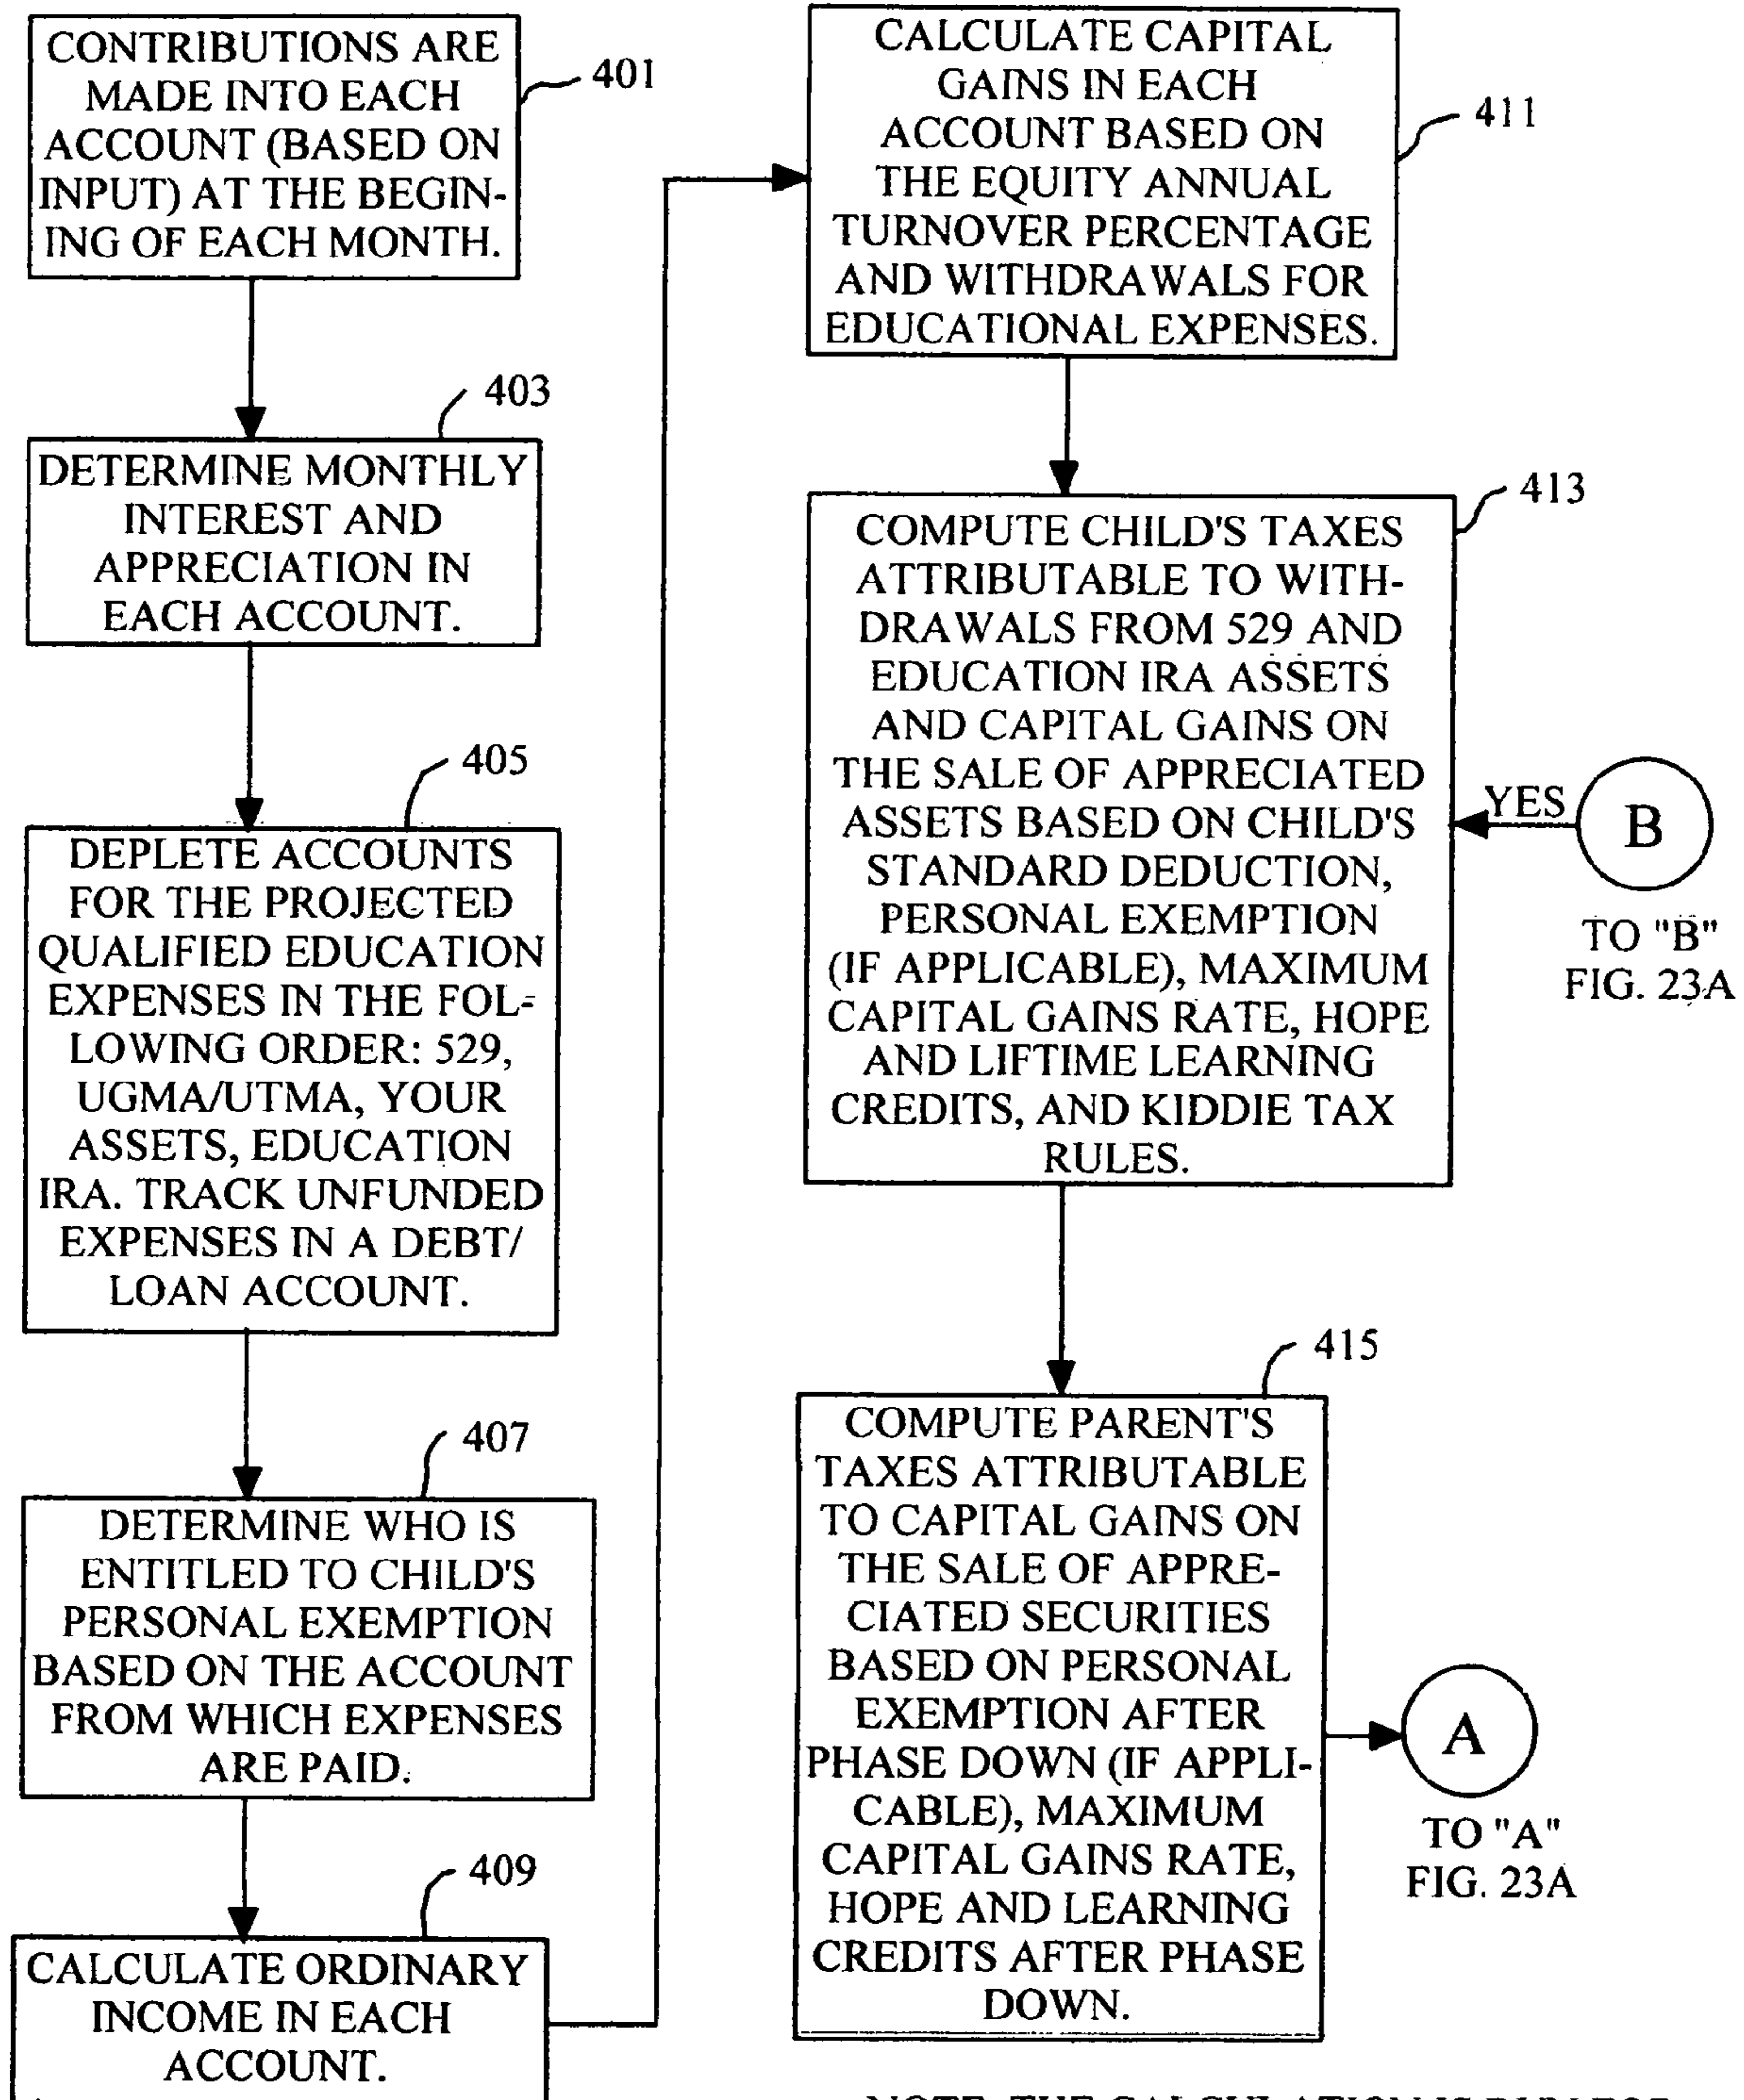 CONTRIBUTIONS ARE
MADE INTO EACH
ACCOUNT (BASED ON
INPUT) AT THE BEGIN-
ING OF EACH MONTH.
401
403
DETERMINE MONTHLY
INTEREST AND
APPRECIATION IN
EACH ACCOUNT.
405
DEPLETE ACCOUNTS
FOR THE PROJECTED
QUALIFIED EDUCATION
EXPENSES IN THE FOL-
LOWING ORDER: 529,
UGMA/UTMA, YOUR
ASSETS, EDUCATION
IRA. TRACK UNFUNDED
EXPENSES IN A DEBT/
LOAN ACCOUNT.
407
DETERMINE WHO IS
ENTITLED TO CHILD'S
PERSONAL EXEMPTION
BASED ON THE ACCOUNT
FROM WHICH EXPENSES
ARE PAID.
409
CALCULATE ORDINARY
INCOME IN EACH
ACCOUNT.
CALCULATE CAPITAL
GAINS IN EACH
ACCOUNT BASED ON
THE EQUITY ANNUAL
TURNOVER PERCENTAGE
AND WITHDRAWALS FOR
EDUCATIONAL EXPENSES.
411
413
COMPUTE CHILD'S TAXES
ATTRIBUTABLE TO WITH-
DRAWALS FROM 529 AND
EDUCATION IRA ASSETS
AND CAPITAL GAINS ON
THE SALE OF APPRECIATED
ASSETS BASED ON CHILD'S
STANDARD DEDUCTION,
PERSONAL EXEMPTION
(IF APPLICABLE), MAXIMUM
CAPITAL GAINS RATE, HOPE
AND LIFTIME LEARNING
CREDITS, AND KIDDIE TAX
RULES.
YES
B
TO "B"
FIG. 23A
415
COMPUTE PARENT'S
TAXES ATTRIBUTABLE
TO CAPITAL GAINS ON
THE SALE OF APPRE-
CIATED SECURITIES
BASED ON PERSONAL
EXEMPTION AFTER
PHASE DOWN (IF APPLI-
CABLE), MAXIMUM
CAPITAL GAINS RATE,
HOPE AND LEARNING
CREDITS AFTER PHASE
DOWN.
A
TO "A"
FIG. 23A